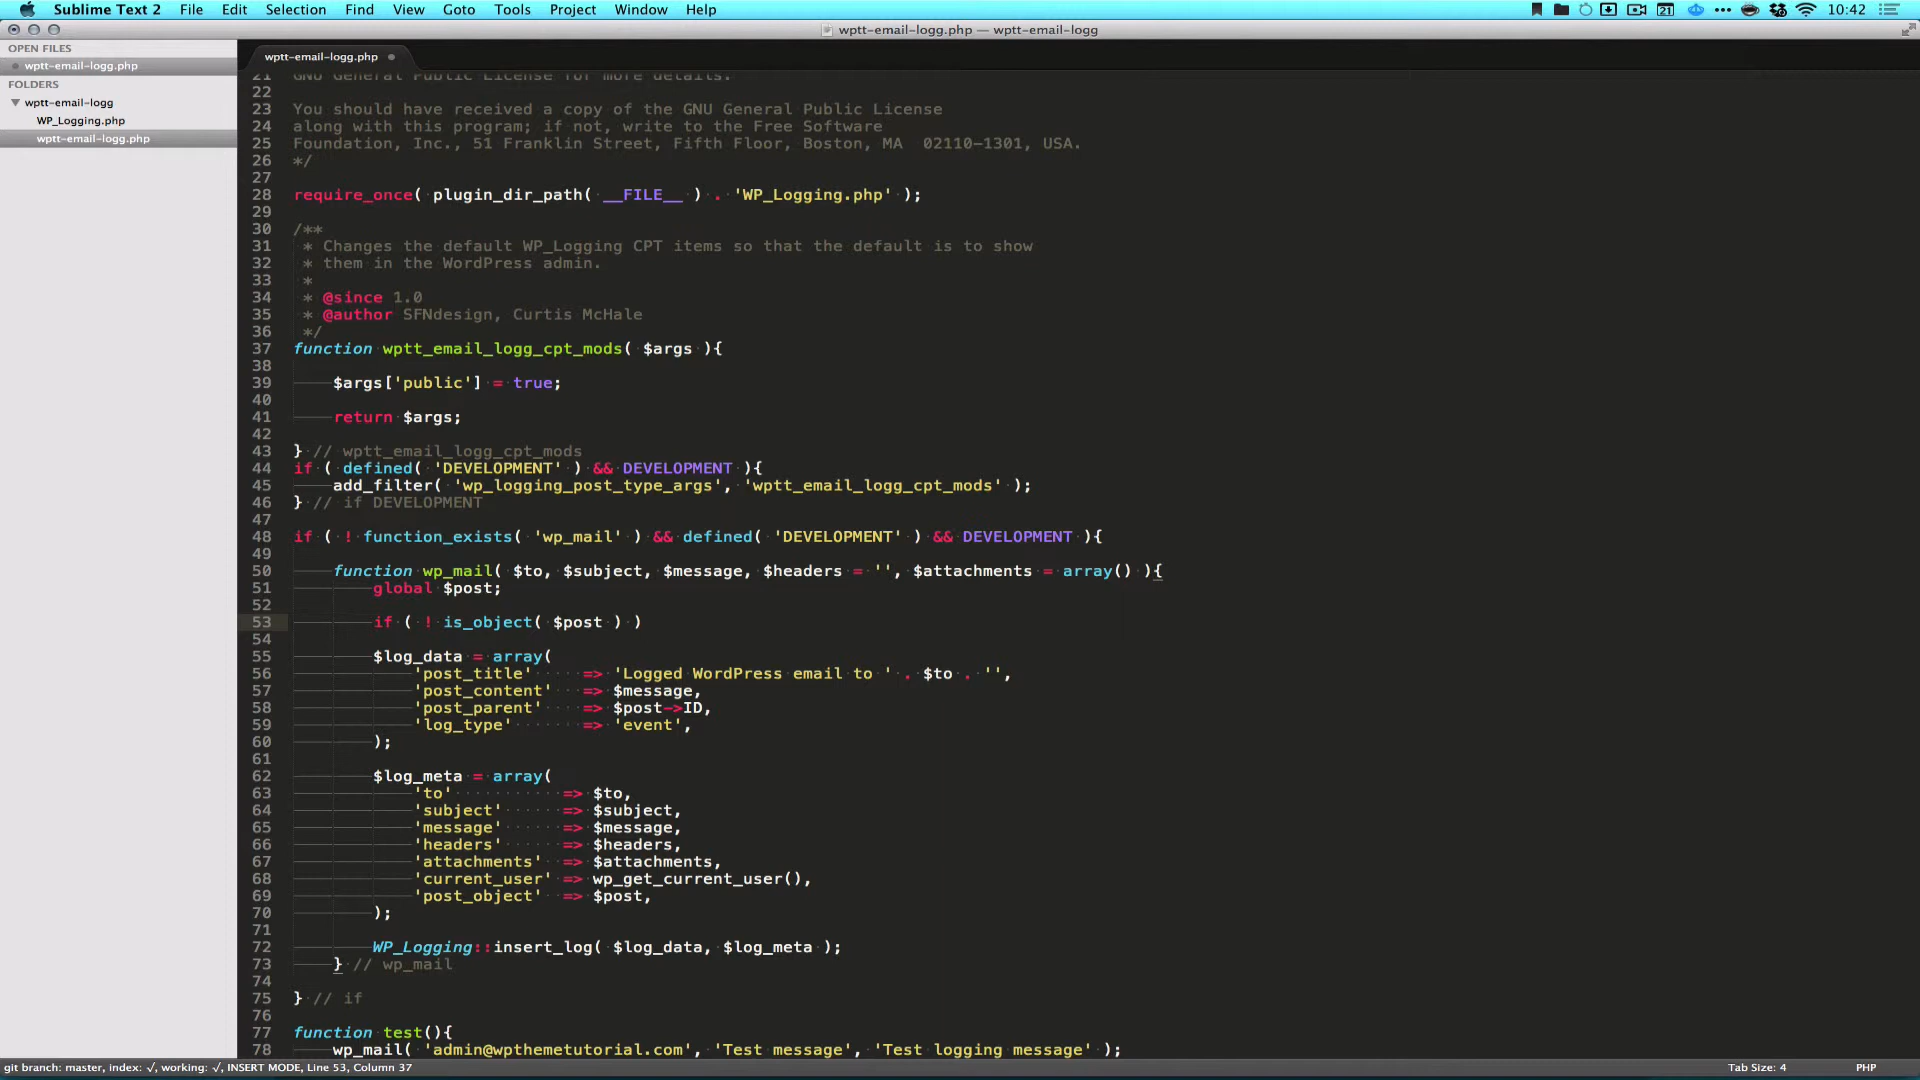 Sublime Text 2 File Edit Selection Find View Goto Tools Project Window Help 21 10:42
wptt-email-logg.php — wptt-email-logg
OPEN FILES
wptt-email-logg.php
FOLDERS
wptt-email-logg
WP_Logging.php
wptt-email-logg.php
wptt-email-logg.php
21 GNU General Public License for more details.
22
23 You should have received a copy of the GNU General Public License
24 along with this program; if not, write to the Free Software
25 Foundation, Inc., 51 Franklin Street, Fifth Floor, Boston, MA  02110-1301, USA.
26 */
27
28 require_once( plugin_dir_path( __FILE__ ) . 'WP_Logging.php' );
29
30 /**
31 * Changes the default WP_Logging CPT items so that the default is to show
32 * them in the WordPress admin.
33 *
34 * @since 1.0
35 * @author SFNdesign, Curtis McHale
36 */
37 function wptt_email_logg_cpt_mods( $args ){
38
39 $args['public'] = true;
40
41 return $args;
42
43 } // wptt_email_logg_cpt_mods
44 if ( defined( 'DEVELOPMENT' ) && DEVELOPMENT ){
45 add_filter( 'wp_logging_post_type_args', 'wptt_email_logg_cpt_mods' );
46 } // if DEVELOPMENT
47
48 if ( ! function_exists( 'wp_mail' ) && defined( 'DEVELOPMENT' ) && DEVELOPMENT ){
49
50 function wp_mail( $to, $subject, $message, $headers = '', $attachments = array() ){
51 global $post;
52
53 if ( ! is_object( $post ) )
54
55 $log_data = array(
56 'post_title' => 'Logged WordPress email to ' . $to . '',
57 'post_content' => $message,
58 'post_parent' => $post->ID,
59 'log_type' => 'event',
60 );
61
62 $log_meta = array(
63 'to' => $to,
64 'subject' => $subject,
65 'message' => $message,
66 'headers' => $headers,
67 'attachments' => $attachments,
68 'current_user' => wp_get_current_user(),
69 'post_object' => $post,
70 );
71
72 WP_Logging::insert_log( $log_data, $log_meta );
73 } // wp_mail
74
75 } // if
76
77 function test(){
78 wp_mail( 'admin@wpthemetutorial.com', 'Test message', 'Test logging message' );
git branch: master, index: √, working: √, INSERT MODE, Line 53, Column 37 Tab Size: 4 PHP